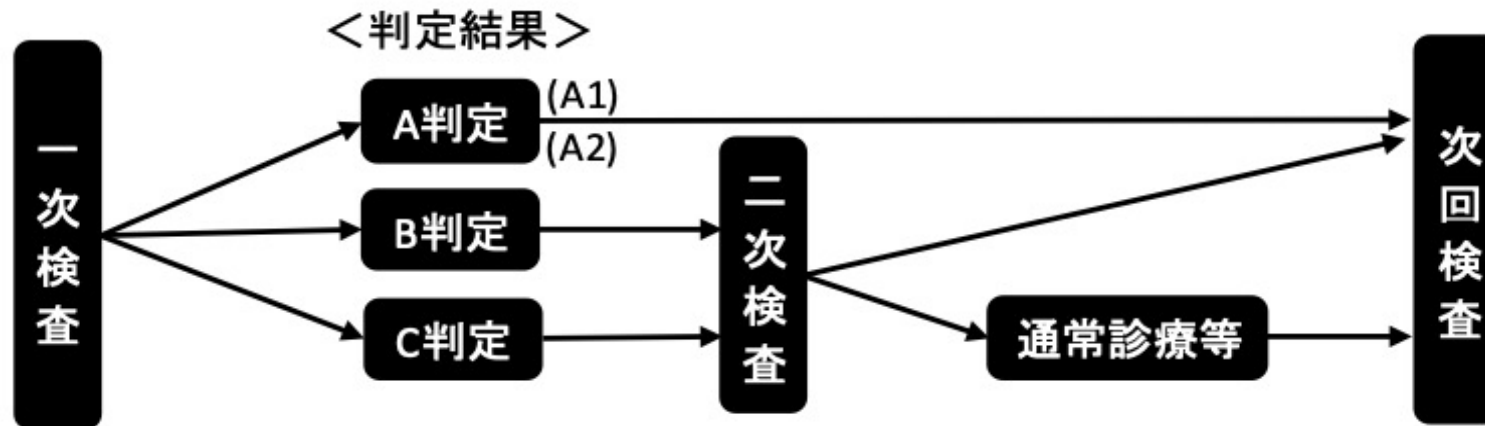 ＜判定結果＞
一次検査
A判定
(A1)
(A2)
B判定
C判定
二次検査
通常診療等
次回検査